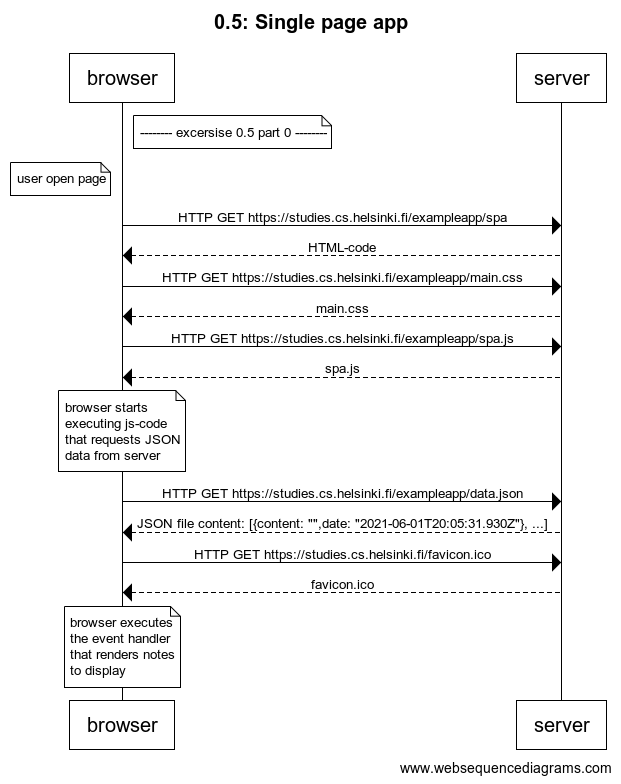 0.5: Single page app
browser
server
-------- excersise 0.5 part 0 --------
user open page
HTTP GET https://studies.cs.helsinki.fi/exampleapp/spa
HTML-code
HTTP GET https://studies.cs.helsinki.fi/exampleapp/main.css
main.css
HTTP GET https://studies.cs.helsinki.fi/exampleapp/spa.js
spa.js
browser starts
executing js-code
that requests JSON
data from server
HTTP GET https://studies.cs.helsinki.fi/exampleapp/data.json
JSON file content: [{content: "",date: "2021-06-01T20:05:31.930Z"}, ...]
HTTP GET https://studies.cs.helsinki.fi/favicon.ico
favicon.ico
browser executes
the event handler
that renders notes
to display
browser
server
www.websequencediagrams.com